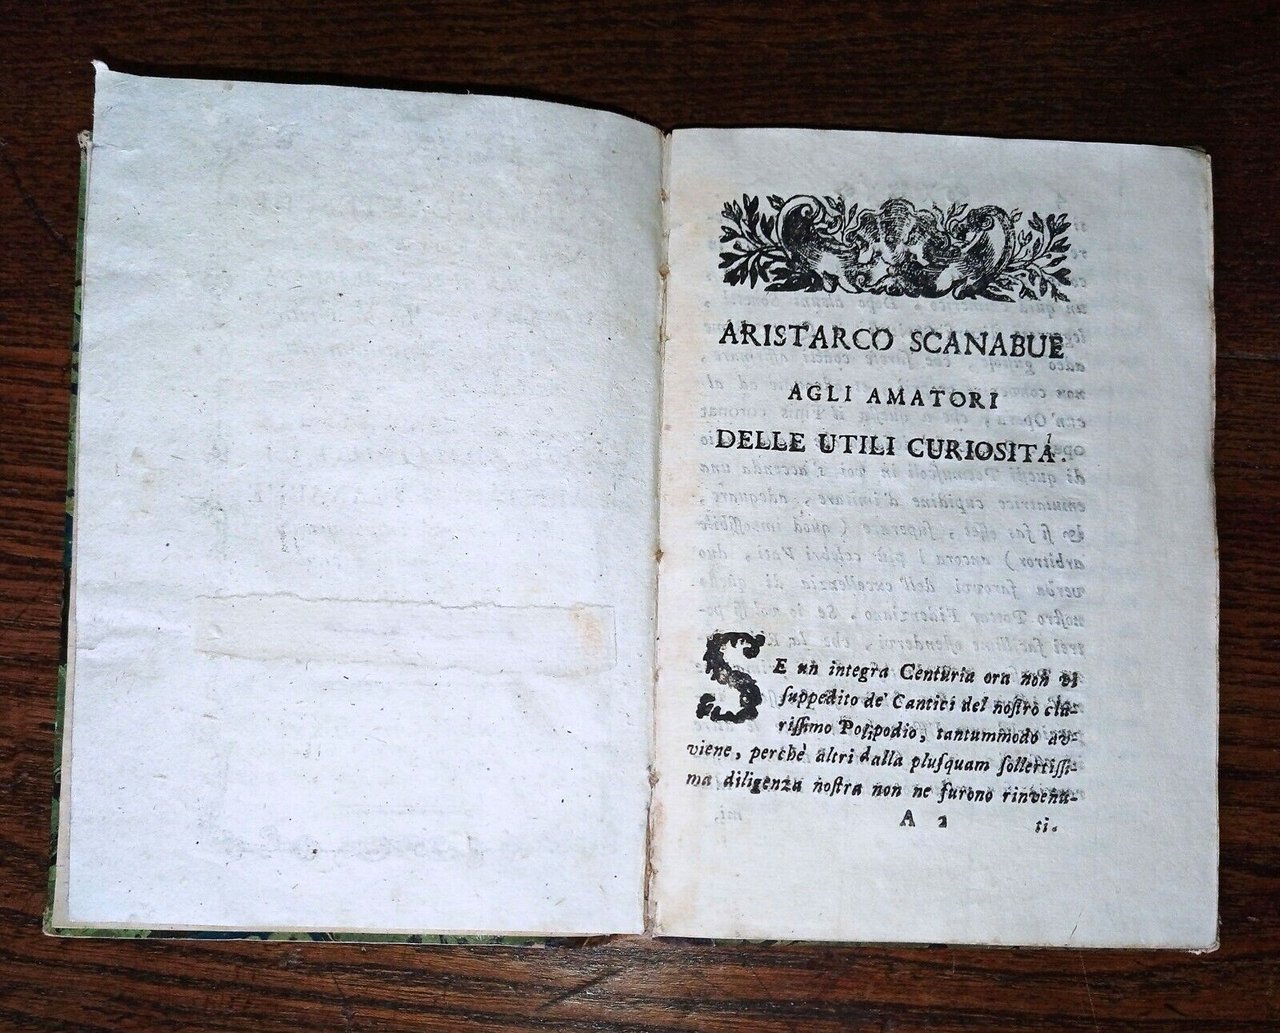 ARISTARCO SCANABUE
AGLI AMATORI
DELLE UTILI CURIOSITÁ.
SE un integra Centuria ora non vi
ſuppedito de' Cantici del noſtro cla-
riſſimo Poſipodio, tantummodo av-
viene, perchè altri dalla pluſquam ſollertiſſi-
ma diligenza noſtra non ne furono rinvenu-
A 2 ti.